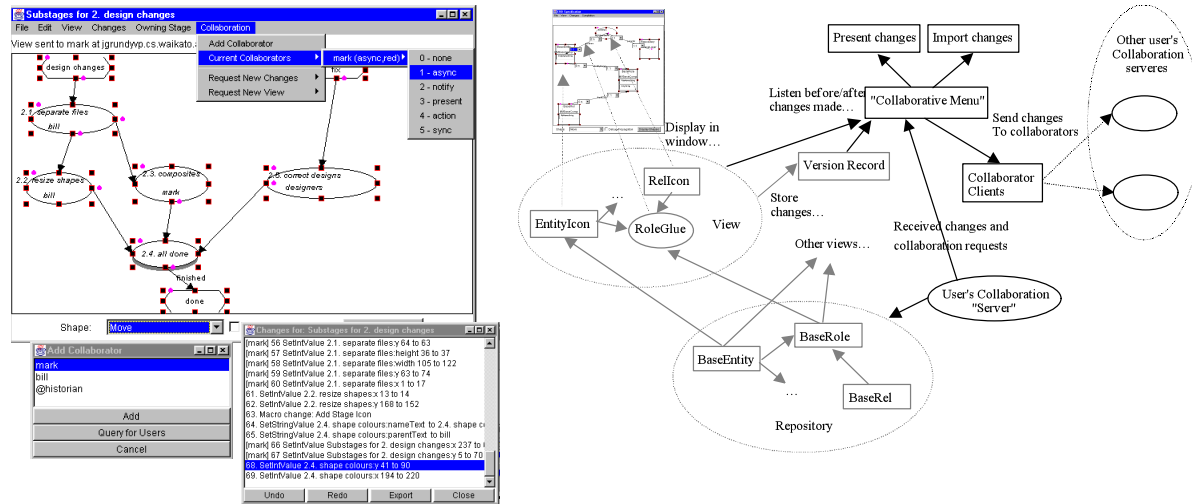 Substages for 2. design changes
File Edit View Changes Owning Stage Collaboration
View sent to mark at jgrundyvp.cs.waikato.
Add Collaborator
Current Collaborators
Request New Changes
Request New View
mark (async,red)
0 - none
1 - async
2 - notify
3 - present
4 - action
5 - sync
design changes
fix
2.1. separate files
bill
2.2. resize shapes
bill
2.3. composites
mark
designers
2.4. all done
finished
done
Shape: Move
Add Collaborator
mark
bill
@historian
Add
Query for Users
Cancel
Changes for: Substages for 2. design changes
[mark] 56 SetIntValue 2.1. separate files:y 64 to 63
[mark] 57 SetIntValue 2.1. separate files:height 36 to 37
[mark] 58 SetIntValue 2.1. separate files:width 105 to 122
[mark] 59 SetIntValue 2.1. separate files:y 63 to 74
[mark] 60 SetIntValue 2.1. separate files:x 1 to 17
61. SetIntValue 2.2. resize shapes:x 13 to 14
62. SetIntValue 2.2. resize shapes:y 168 to 152
63. Macro change: Add Stage Icon
64. SetStringValue 2.4. shape colours:nameText to 2.4. shape co
65. SetStringValue 2.4. shape colours:parentText to bill
[mark] 66 SetIntValue Substages for 2. design changes:x 237 to
[mark] 67 SetIntValue Substages for 2. design changes:y 5 to 70
68. SetIntValue 2.4. shape colours:y 41 to 90
69. SetIntValue 2.4. shape colours:x 194 to 220
Undo Redo Export Close
Present changes
Import changes
Other user's
Collaboration
serveres
Listen before/after
changes made…
"Collaborative Menu"
Send changes
To collaborators
Display in
window…
Version Record
Collaborator
Clients
RelIcon
…
EntityIcon
RoleGlue
View
Store
changes…
Received changes and
collaboration requests
Other views…
User's Collaboration
"Server"
BaseRole
BaseEntity
…
BaseRel
Repository